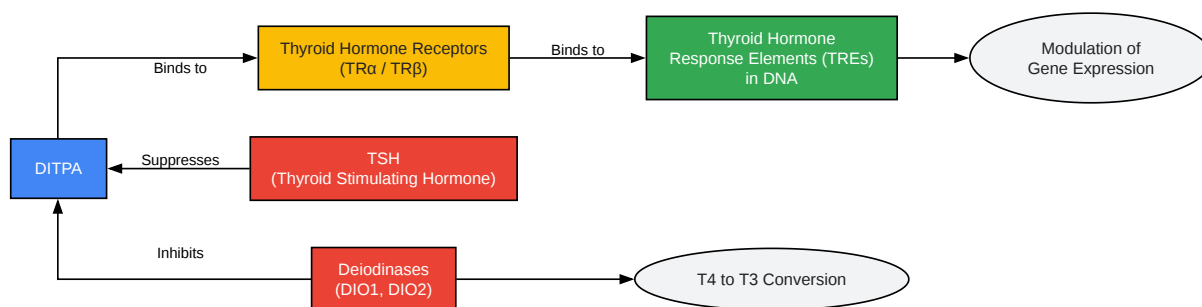 Thyroid Hormone Receptors
(TRα / TRβ)
Binds to
Binds to
Thyroid Hormone
Response Elements (TREs)
in DNA
Modulation of
Gene Expression
DITPA
Suppresses
TSH
(Thyroid Stimulating Hormone)
Inhibits
Deiodinases
(DIO1, DIO2)
T4 to T3 Conversion